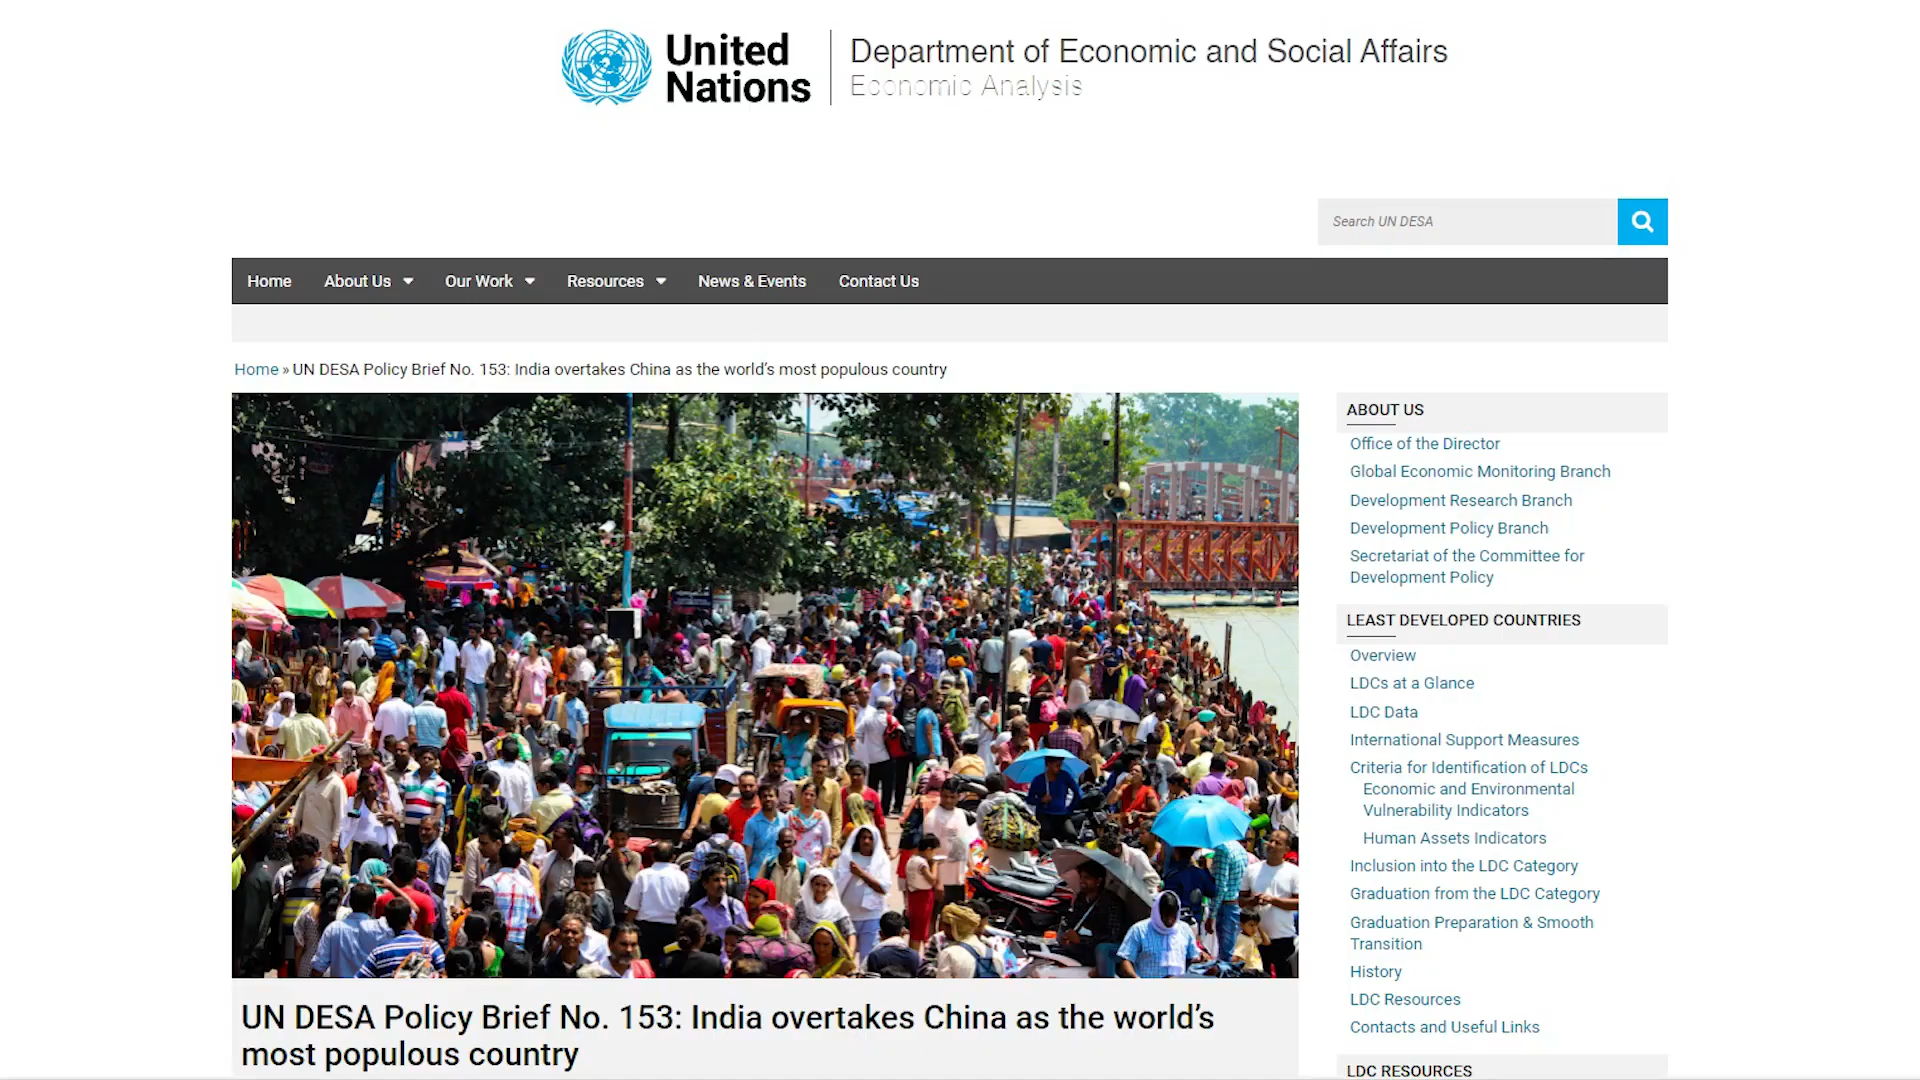 United
Nations
Department of Economic and Social Affairs
Economic Analysis
Search UN DESA
Home
About Us
Our Work
Resources
News & Events
Contact Us
Home » UN DESA Policy Brief No. 153: India overtakes China as the world’s most populous country
UN DESA Policy Brief No. 153: India overtakes China as the world’s
most populous country
ABOUT US
Office of the Director
Global Economic Monitoring Branch
Development Research Branch
Development Policy Branch
Secretariat of the Committee for
Development Policy
LEAST DEVELOPED COUNTRIES
Overview
LDCs at a Glance
LDC Data
International Support Measures
Criteria for Identification of LDCs
Economic and Environmental
Vulnerability Indicators
Human Assets Indicators
Inclusion into the LDC Category
Graduation from the LDC Category
Graduation Preparation & Smooth
Transition
History
LDC Resources
Contacts and Useful Links
LDC RESOURCES